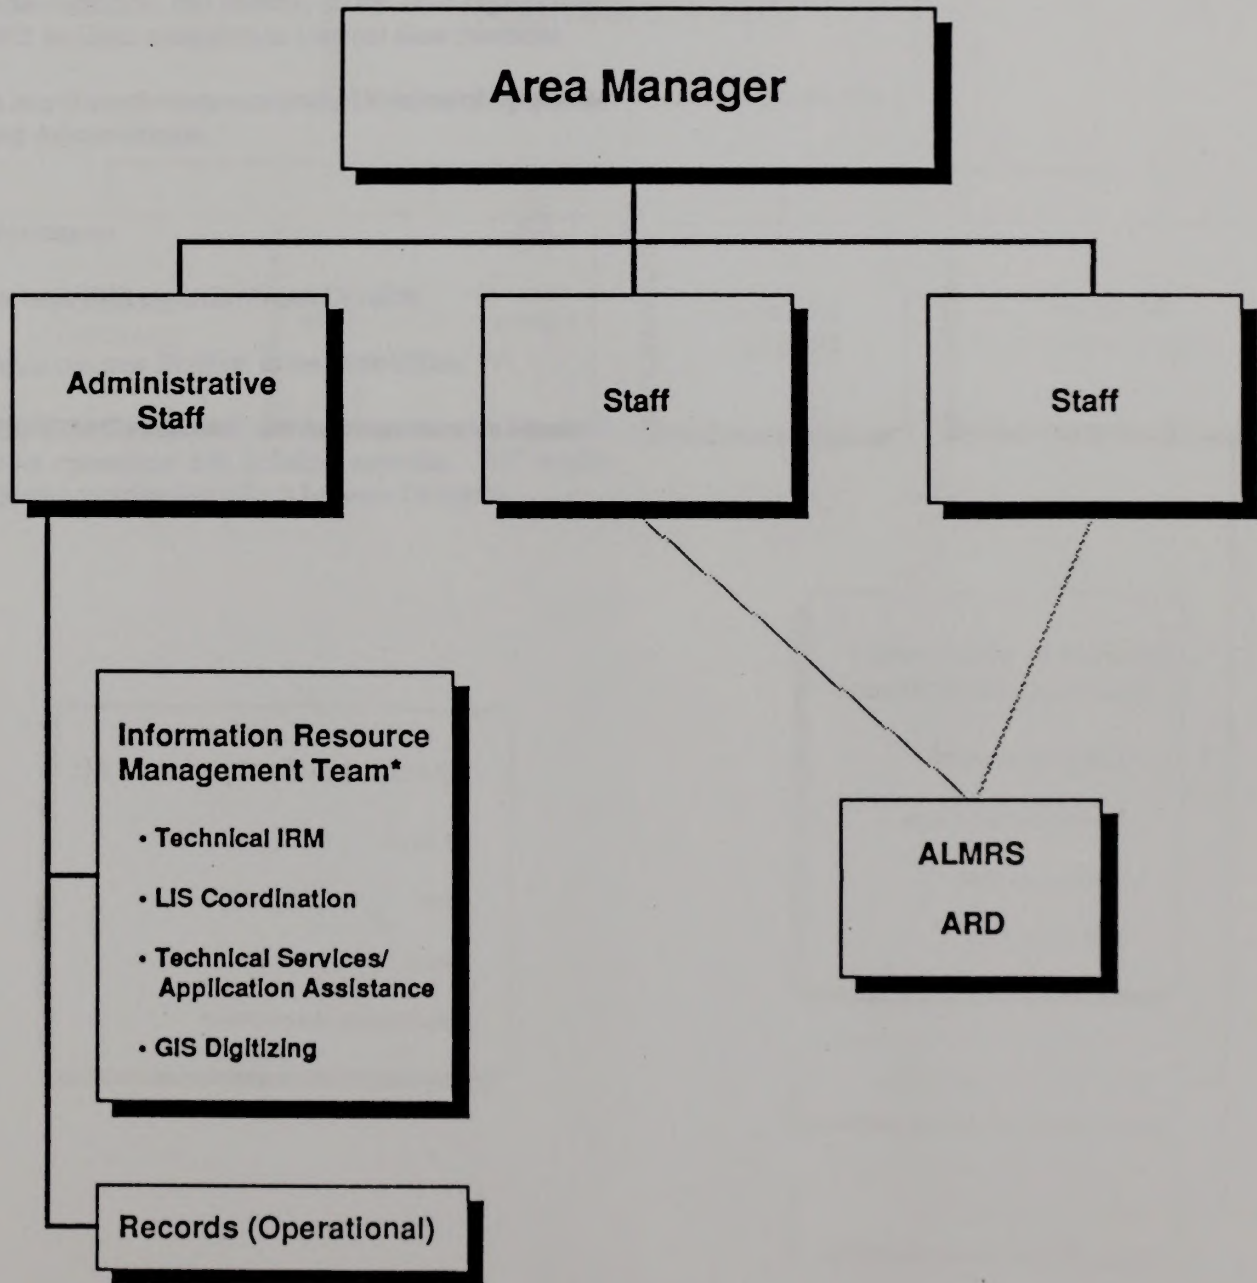 Area Manager
Administrative
Staff
Staff
Staff
Information Resource
Management Team*
• Technical IRM
• LIS Coordination
• Technical Services/
Application Assistance
• GIS Digitizing
ALMRS
ARD
Records (Operational)